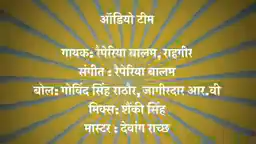 ऑडियो टीम
गायक: रैपेरिया बालम, राहगीर
संगीत : रैपेरिया बालम
बोल: गोविंद सिंह राठौर, जागीरदार आर.वी
मिक्स: शैंकी सिंह
मास्टर : देवांग राच्छ